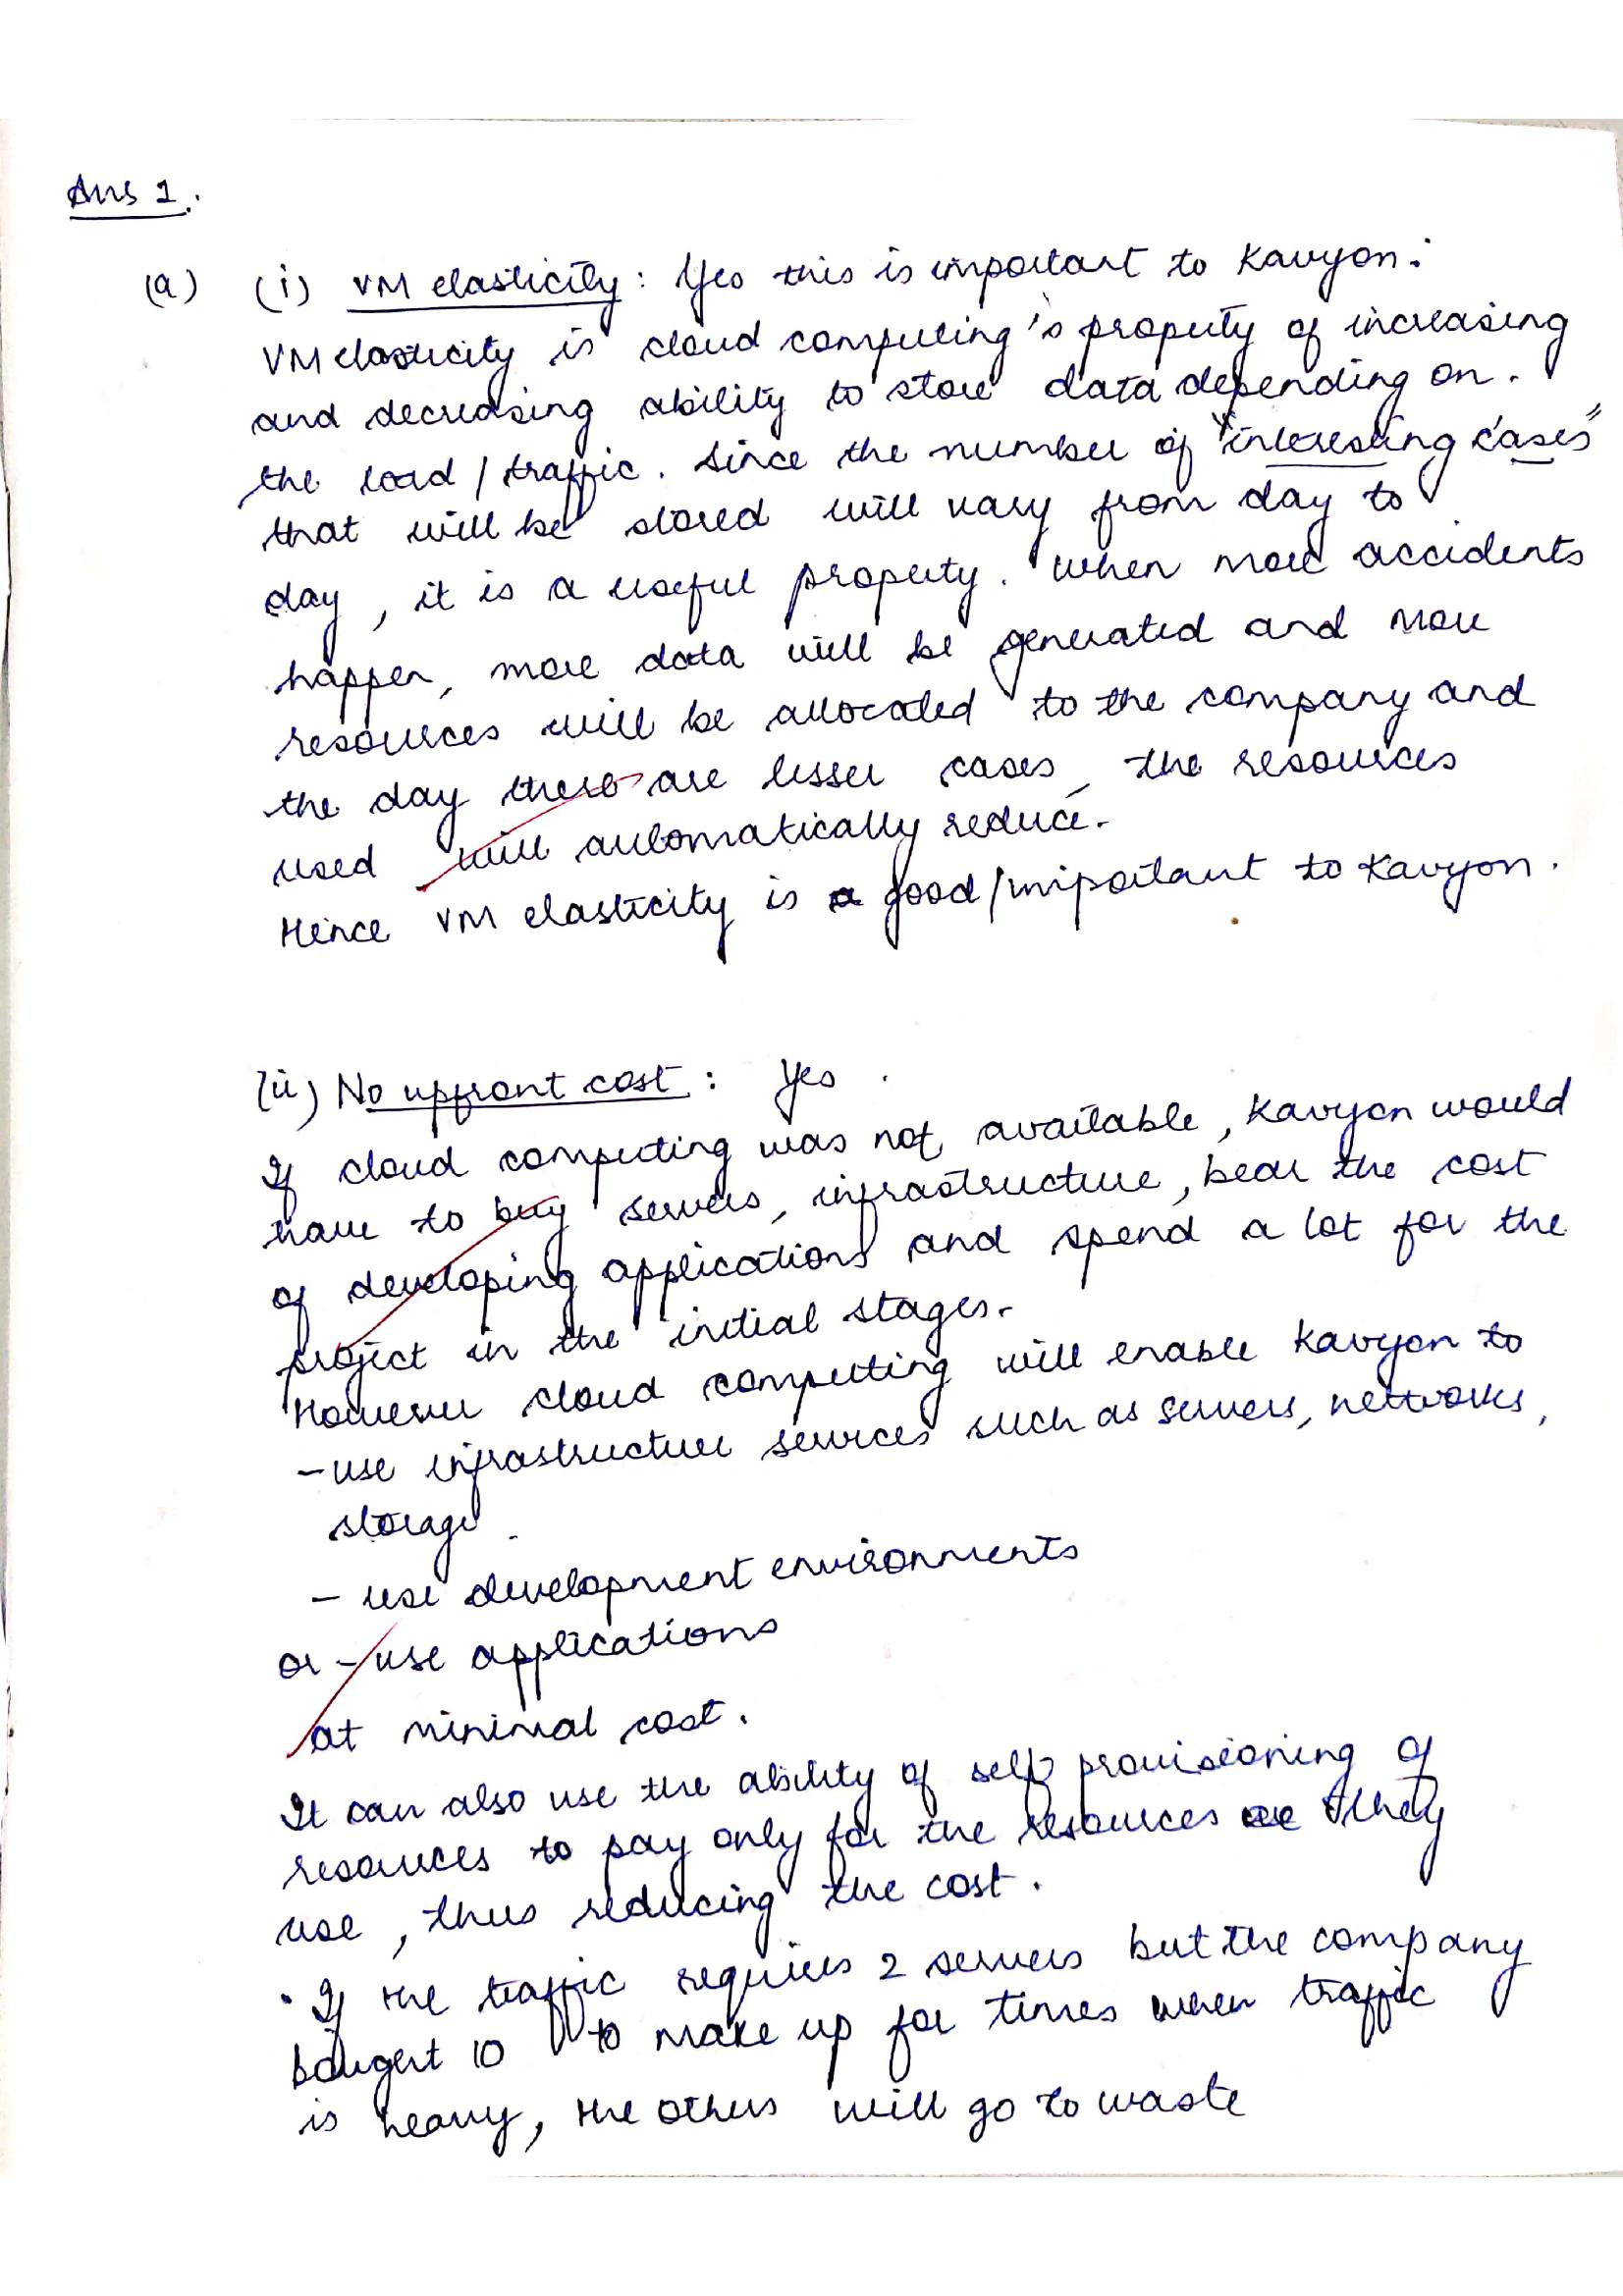 Ans 1.
(a) (i) VM elasticity: Yes this is important to Kavyon.
VM elasticity is cloud computing's property of increasing
and decreasing ability to store data depending on.
the load / traffic. Since the number of "interesting cases"
that will be stored will vary from day to
day, it is a useful property. When more accidents
happen, more data will be generated and more
resources will be allocated to the company and
the day there are lesser cases, the resources
used will automatically reduce.
Hence VM elasticity is good/important to Kavyon.
(ii) No upfront cost: Yes.
If cloud computing was not available, Kavyon would
have to buy servers, infrastructure, bear the cost
of developing applications and spend a lot for the
project in the initial stages.
However cloud computing will enable Kavyon to
- use infrastructure services such as servers, networks,
storage.
- use development environments
or - use applications
at minimal cost.
It can also use the ability of self provisioning of
resources to pay only for the resources they
use, thus reducing the cost.
• If the traffic requires 2 servers but the company
bought 10 to make up for times when traffic
is heavy, the others will go to waste